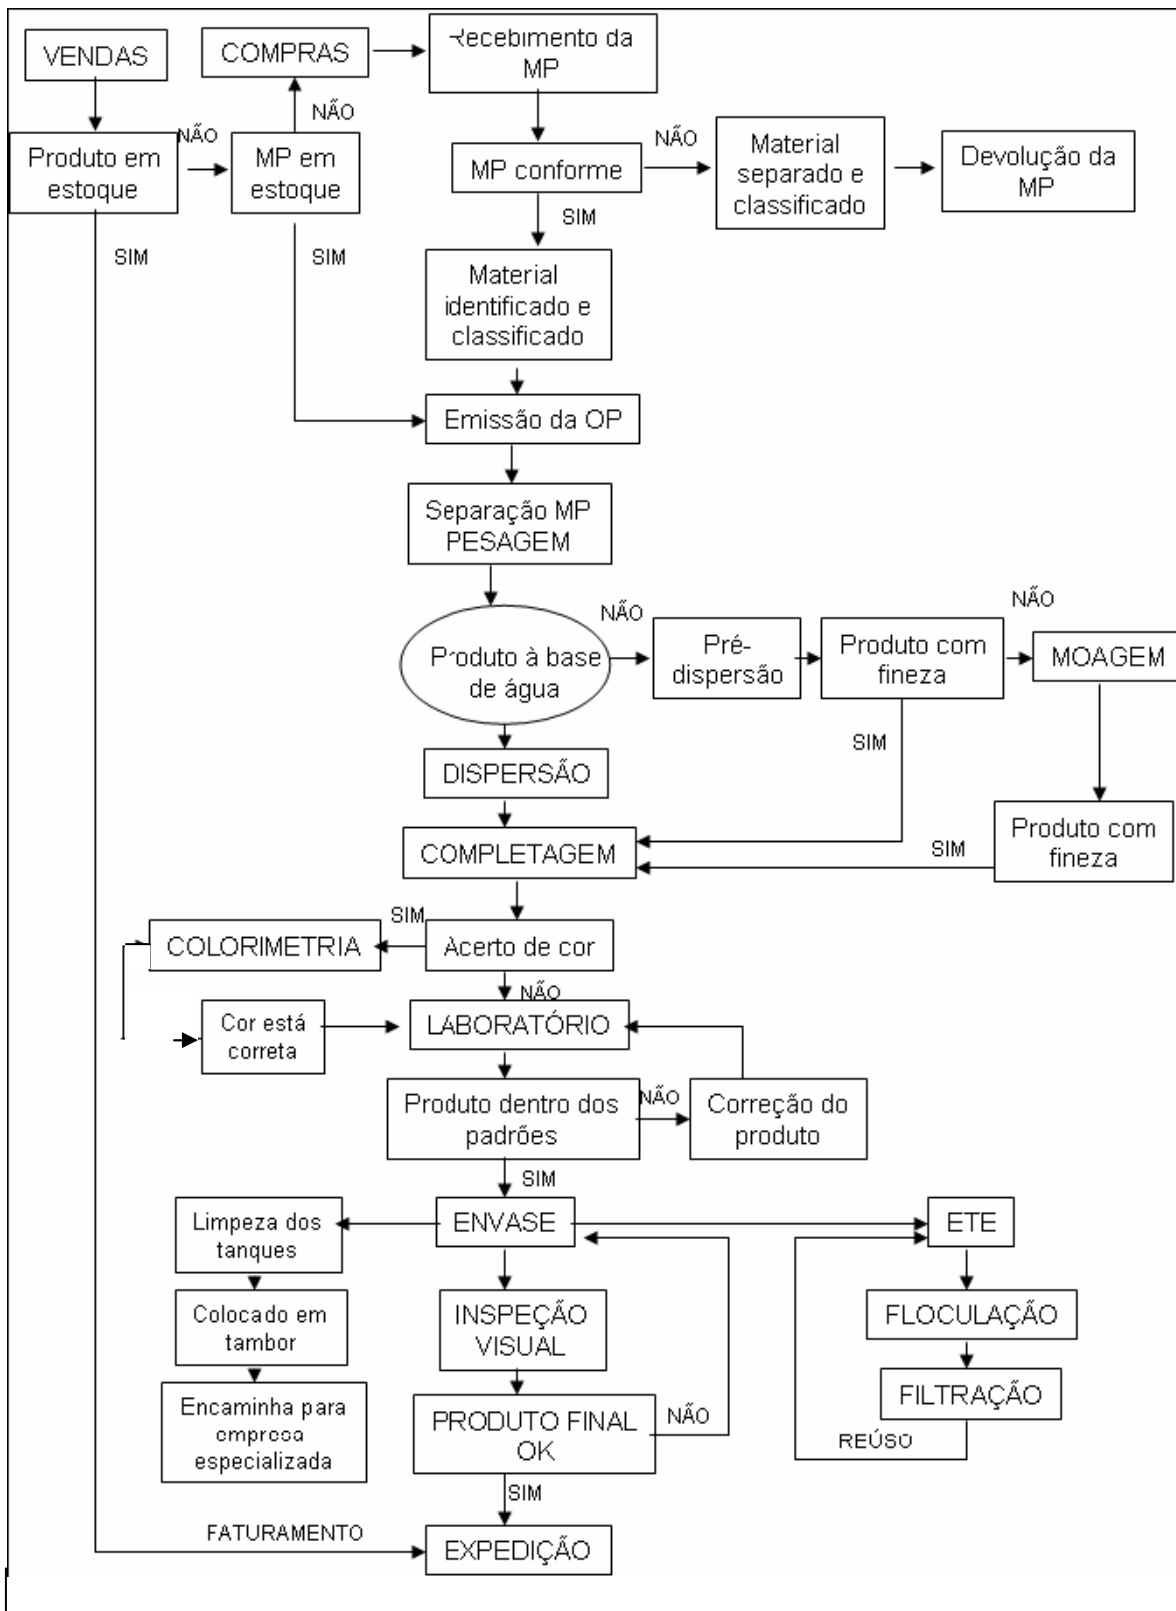 VENDAS
COMPRAS
Recebimento da
MP
NÃO
NÃO
NÃO
Produto em
estoque
MP em
estoque
MP conforme
Material
separado e
classificado
Devolução da
MP
SIM
SIM
SIM
Material
identificado e
classificado
Emissão da OP
Separação MP
PESAGEM
NÃO
NÃO
Produto à base
de água
Pré-
dispersão
Produto com
fineza
MOAGEM
SIM
DISPERSÃO
COMPLETAGEM
SIM
Produto com
fineza
SIM
COLORIMETRIA
Acerto de cor
NÃO
Cor está
correta
LABORATÓRIO
Produto dentro dos
padrões
NÃO
Correção do
produto
SIM
Limpeza dos
tanques
ENVASE
ETE
Colocado em
tambor
INSPEÇÃO
VISUAL
FLOCULAÇÃO
Encaminha para
empresa
especializada
PRODUTO FINAL
OK
NÃO
FILTRAÇÃO
REÚSO
SIM
FATURAMENTO
EXPEDIÇÃO